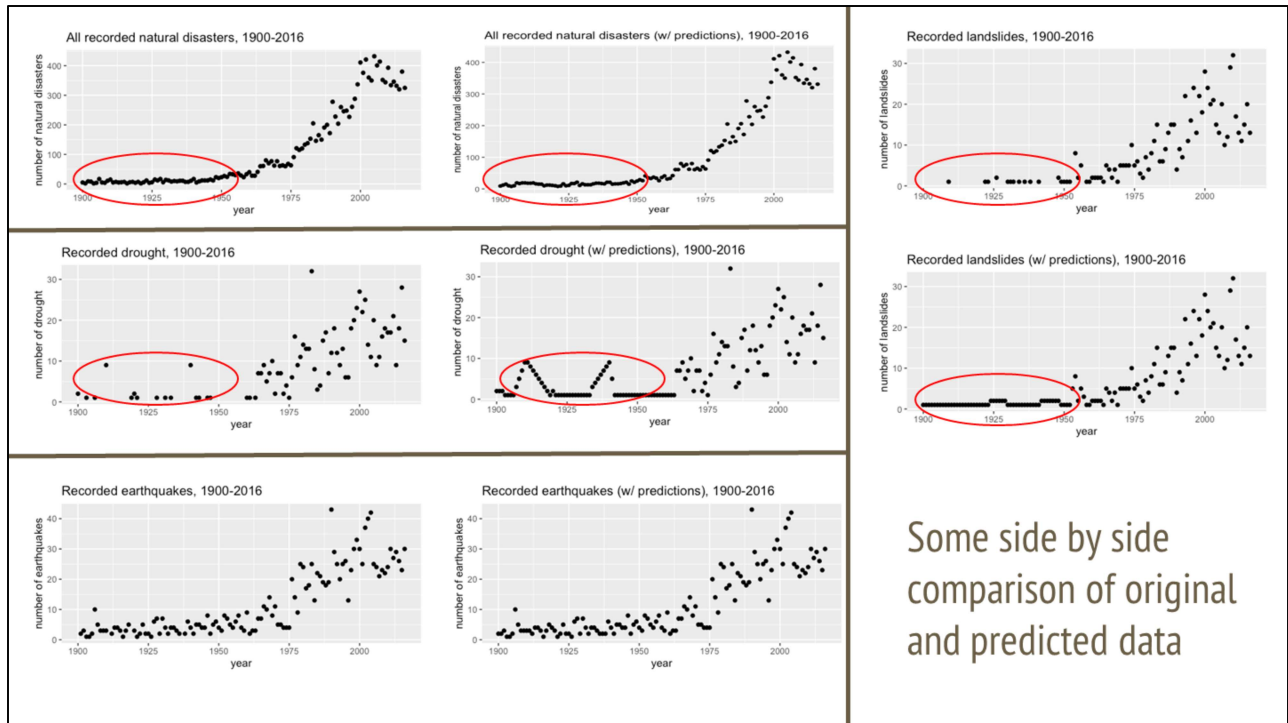 All recorded natural disasters, 1900-2016
number of natural disasters
400
300
200
100
0
1900
1925
1950
1975
2000
year
All recorded natural disasters (w/ predictions), 1900-2016
number of natural disasters
400
300
200
100
0
1900
1925
1950
1975
2000
year
Recorded landslides, 1900-2016
number of landslides
30
20
10
0
1900
1925
1950
1975
2000
year
Recorded drought, 1900-2016
number of drought
30
20
10
0
1900
1925
1950
1975
2000
year
Recorded drought (w/ predictions), 1900-2016
number of drought
30
20
10
0
1900
1925
1950
1975
2000
year
Recorded landslides (w/ predictions), 1900-2016
number of landslides
30
20
10
0
1900
1925
1950
1975
2000
year
Recorded earthquakes, 1900-2016
number of earthquakes
40
30
20
10
0
1900
1925
1950
1975
2000
year
Recorded earthquakes (w/ predictions), 1900-2016
number of earthquakes
40
30
20
10
0
1900
1925
1950
1975
2000
year
Some side by side
comparison of original
and predicted data